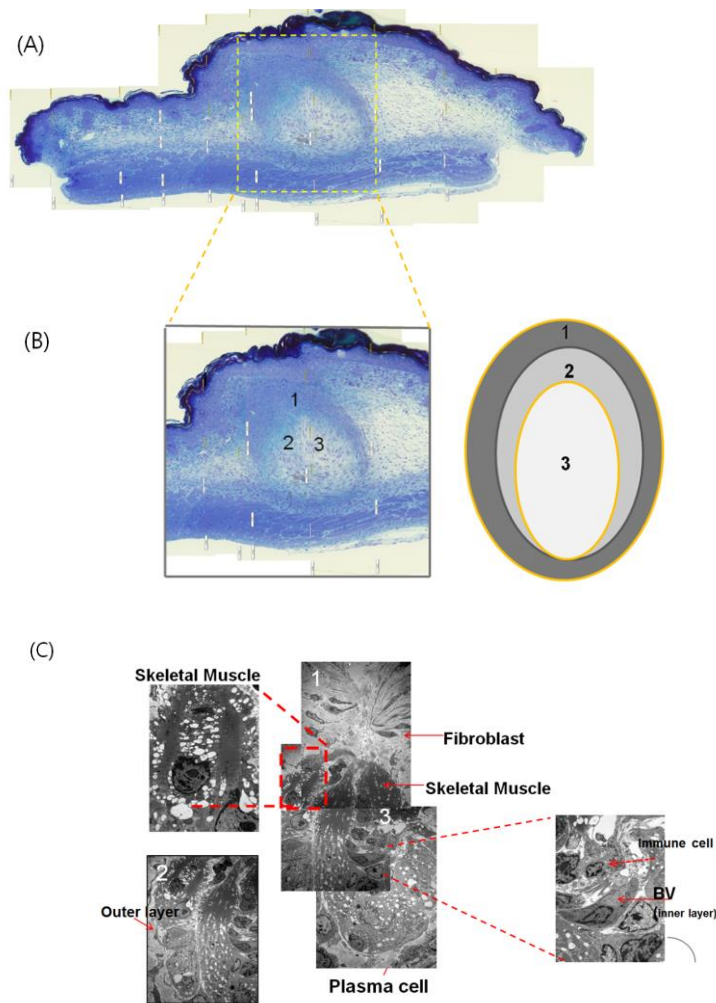 (A)
(B)
1
2 3
1
2
3
(C)
Skeletal Muscle
1
Fibroblast
Skeletal Muscle
3
Immune cell
2
Outer layer
BV
(inner layer)
Plasma cell